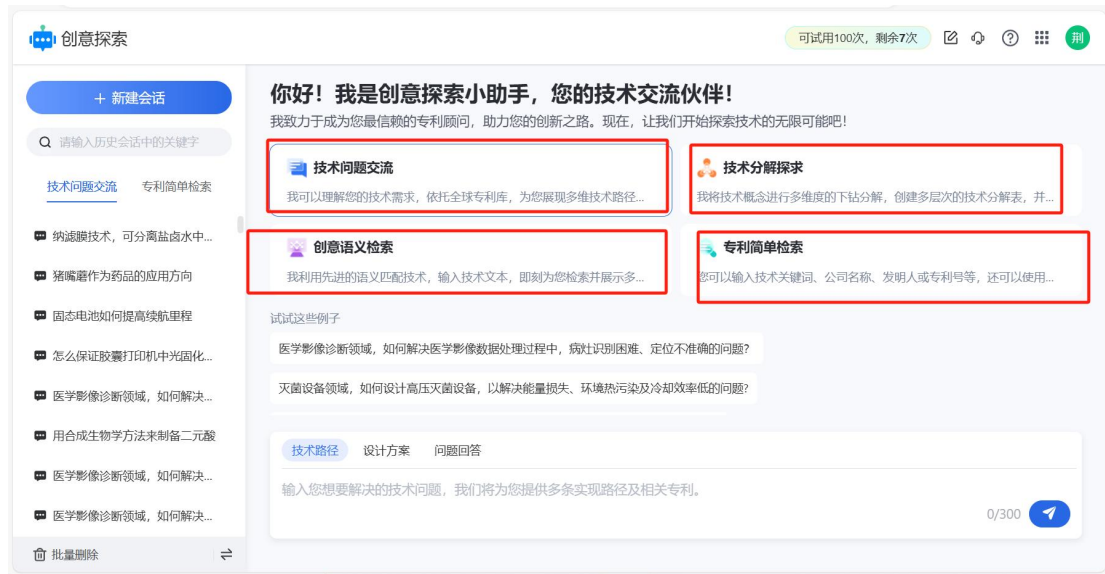 创意探索
可试用100次，剩余7次
荆
+ 新建会话
请输入历史会话中的关键字
技术问题交流 专利简单检索
纳滤膜技术，可分离盐卤水中...
猪嘴蘑作为药品的应用方向
固态电池如何提高续航里程
怎么保证胶囊打印机中光固化...
医学影像诊断领域，如何解决...
用合成生物学方法来制备二元酸
医学影像诊断领域，如何解决...
医学影像诊断领域，如何解决...
批量删除
你好！我是创意探索小助手，您的技术交流伙伴！
我致力于成为您最信赖的专利顾问，助力您的创新之路。现在，让我们开始探索技术的无限可能吧！
技术问题交流
我可以理解您的技术需求，依托全球专利库，为您展现多维技术路径...
技术分解探求
我将技术概念进行多维度的下钻分解，创建多层次的技术分解表，并...
创意语义检索
我利用先进的语义匹配技术，输入技术文本，即刻为您检索并展示多...
专利简单检索
您可以输入技术关键词、公司名称、发明人或专利号等，还可以使用...
试试这些例子
医学影像诊断领域，如何解决医学影像数据处理过程中，病灶识别困难、定位不准确的问题?
灭菌设备领域，如何设计高压灭菌设备，以解决能量损失、环境热污染及冷却效率低的问题?
技术路径 设计方案 问题回答
输入您想要解决的技术问题，我们将为您提供多条实现路径及相关专利。
0/300